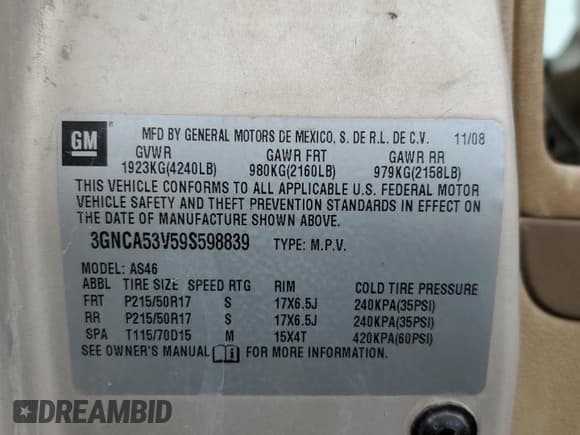 GM
MFD BY GENERAL MOTORS DE MEXICO, S. DE R.L. DE C.V. 11/08
GVWR GAWR FRT GAWR RR
1923KG(4240LB) 980KG(2160LB) 979KG(2158LB)
THIS VEHICLE CONFORMS TO ALL APPLICABLE U.S. FEDERAL MOTOR
VEHICLE SAFETY AND THEFT PREVENTION STANDARDS IN EFFECT ON
THE DATE OF MANUFACTURE SHOWN ABOVE.
3GNCA53V59S598839 TYPE: M.P.V.
MODEL: AS46
ABBL TIRE SIZE SPEED RTG RIM COLD TIRE PRESSURE
FRT P215/50R17 S 17X6.5J 240KPA(35PSI)
RR P215/50R17 S 17X6.5J 240KPA(35PSI)
SPA T115/70D15 M 15X4T 420KPA(60PSI)
SEE OWNER'S MANUAL FOR MORE INFORMATION.
DREAMBID